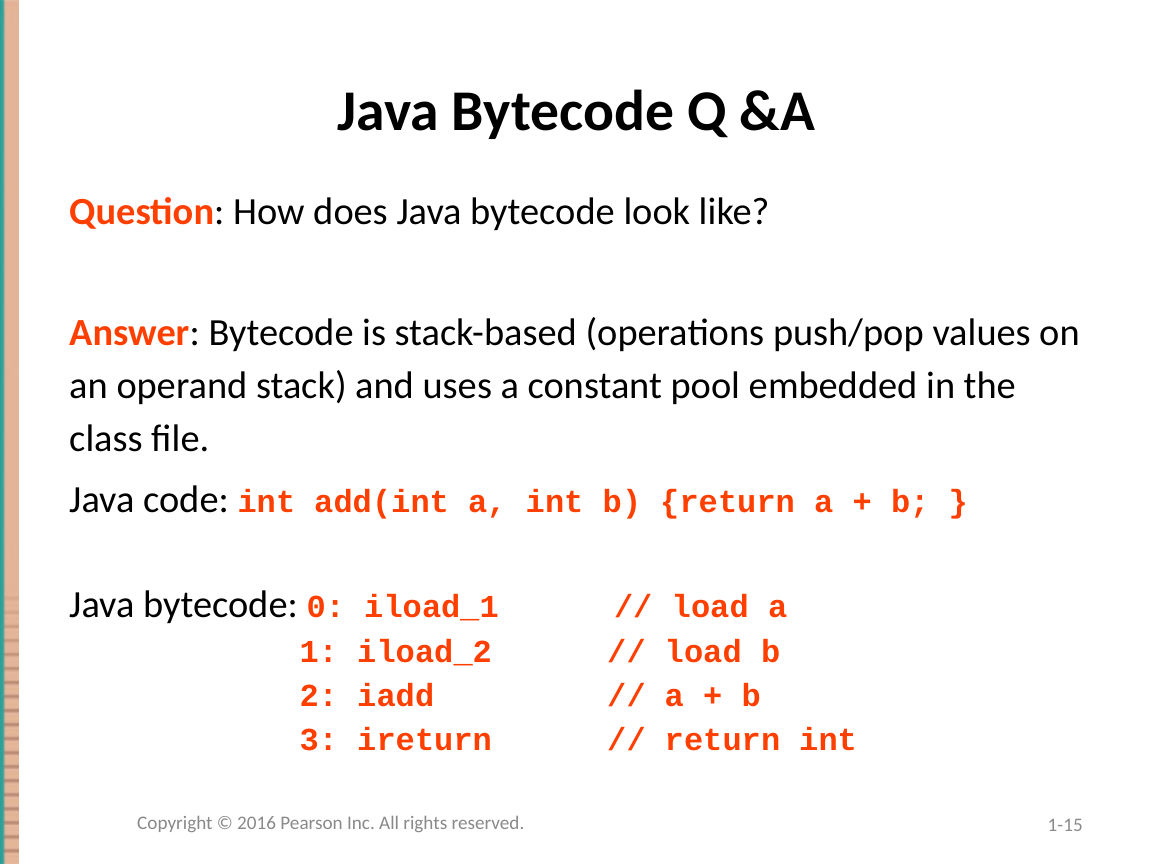 Java Bytecode Q &A
Question: How does Java bytecode look like?
Answer: Bytecode is stack-based (operations push/pop values on
an operand stack) and uses a constant pool embedded in the
class file.
Java code: int add(int a, int b) {return a + b; }
Java bytecode: 0: iload_1      // load a
1: iload_2      // load b
2: iadd         // a + b
3: ireturn      // return int
Copyright © 2016 Pearson Inc. All rights reserved.
1-15